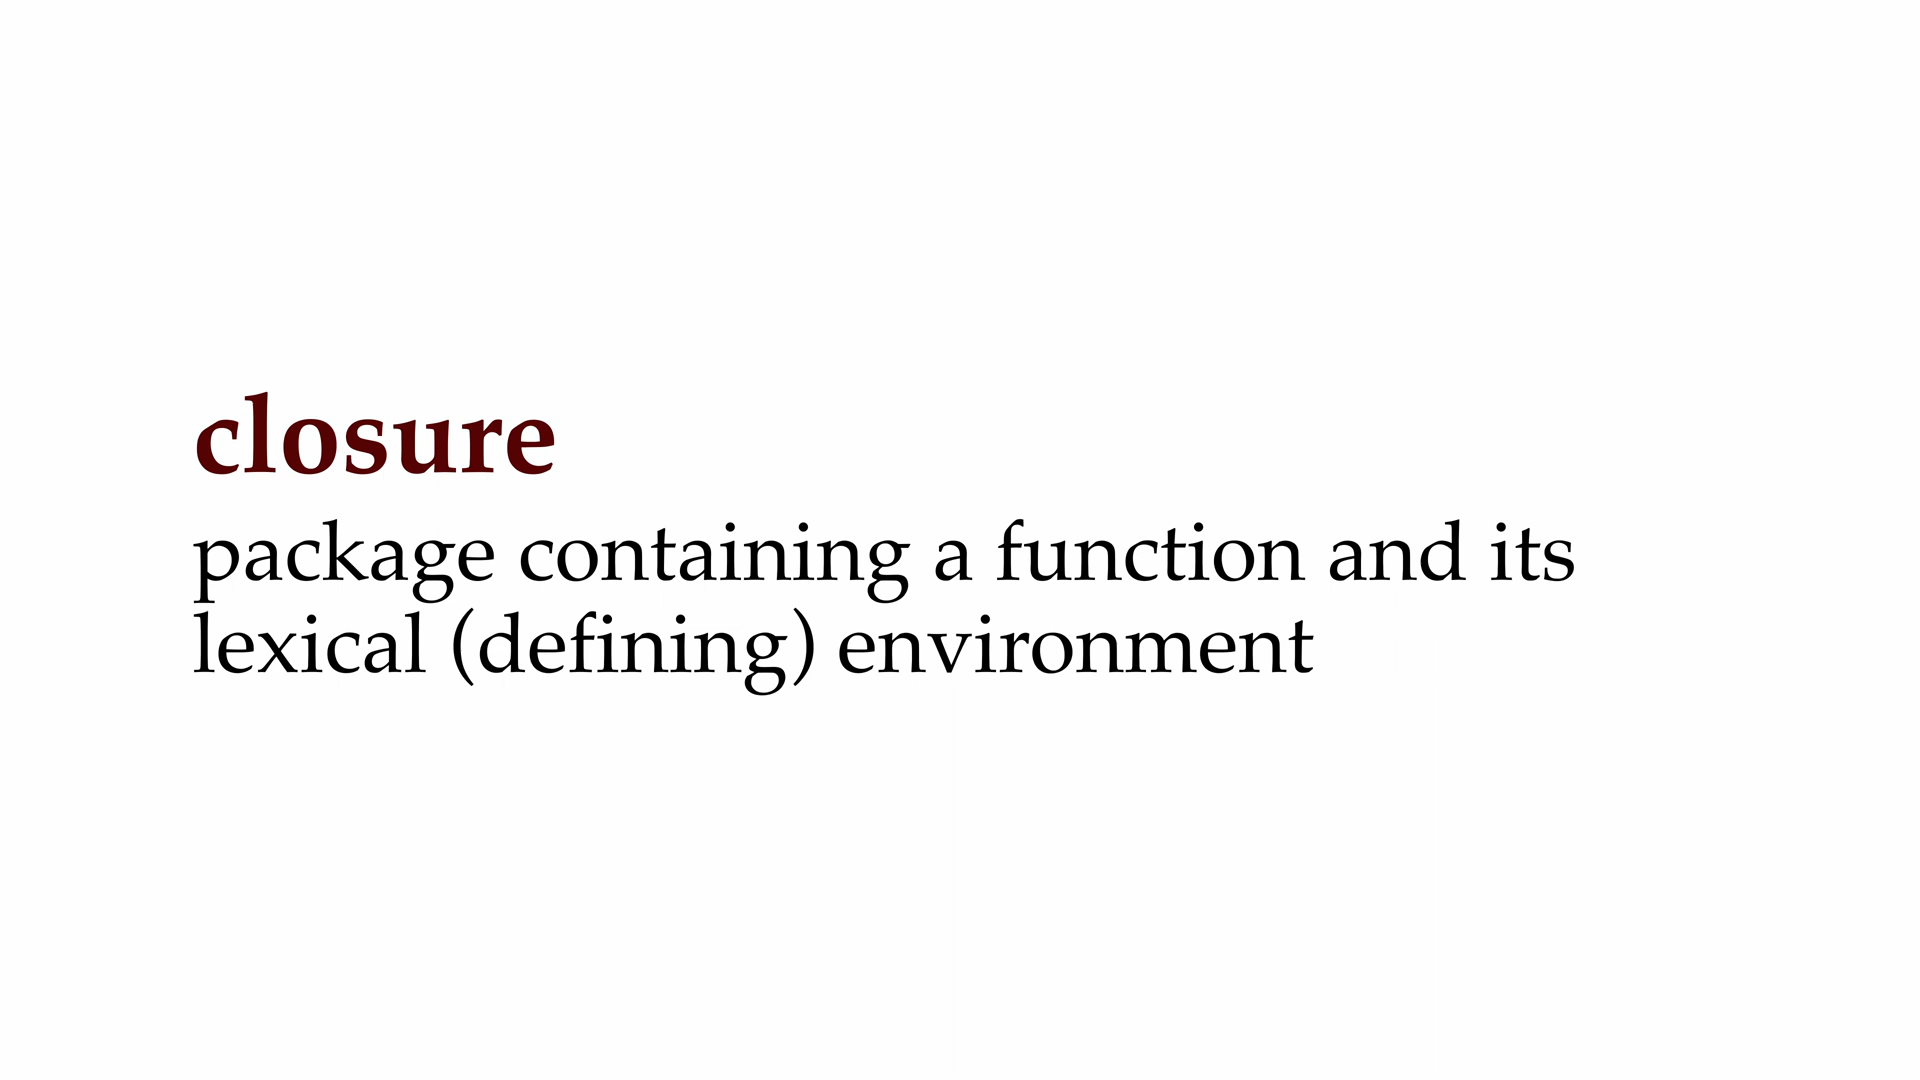 closure
package containing a function and its
lexical (defining) environment